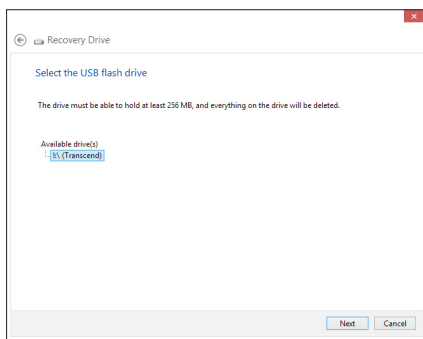 Recovery Drive
Select the USB flash drive
The drive must be able to hold at least 256 MB, and everything on the drive will be deleted.
Available drive(s)
I:\ (Transcend)
Next
Cancel